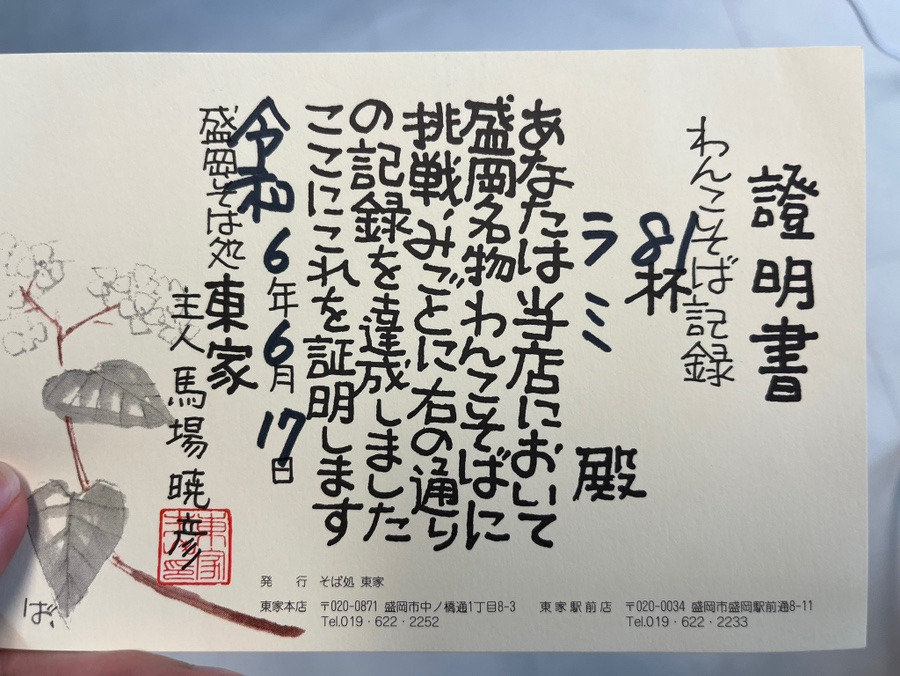 證明書
わんこそば記録
81杯
ラミ 殿
あなたは当店において
盛岡名物わんこそばに
挑戦、みごとに右の通り
の記録を達成しました
ここにこれを証明します
令和6年6月17日
盛岡そば処 東家
主人 馬場 暁彦
東家
ば、
発 行 そば処 東家
東家本店 〒020-0871 盛岡市中ノ橋通1丁目8-3 東家駅前店 〒020-0034 盛岡市盛岡駅前通8-11
Tel.019・622・2252 Tel.019・622・2233